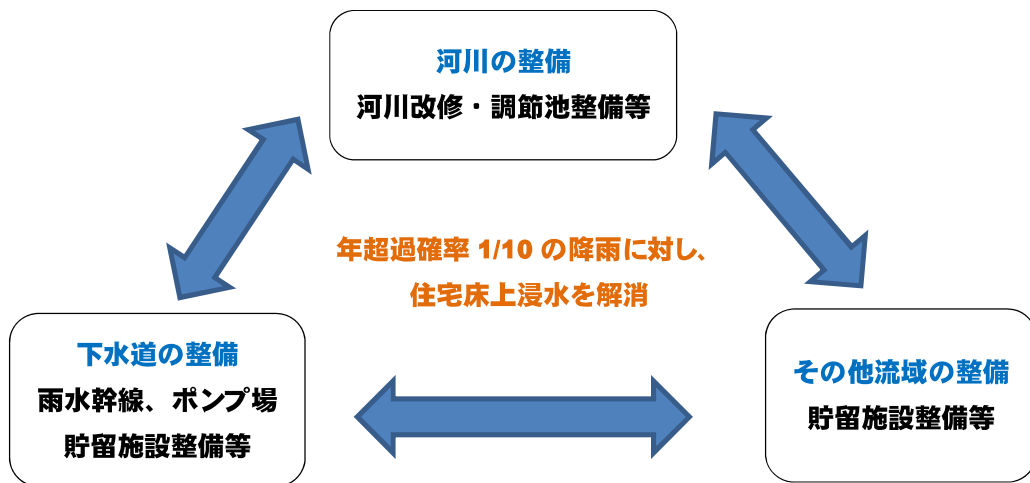 河川の整備
河川改修・調節池整備等
年超過確率 1/10 の降雨に対し、
住宅床上浸水を解消
下水道の整備
雨水幹線、ポンプ場
貯留施設整備等
その他流域の整備
貯留施設整備等